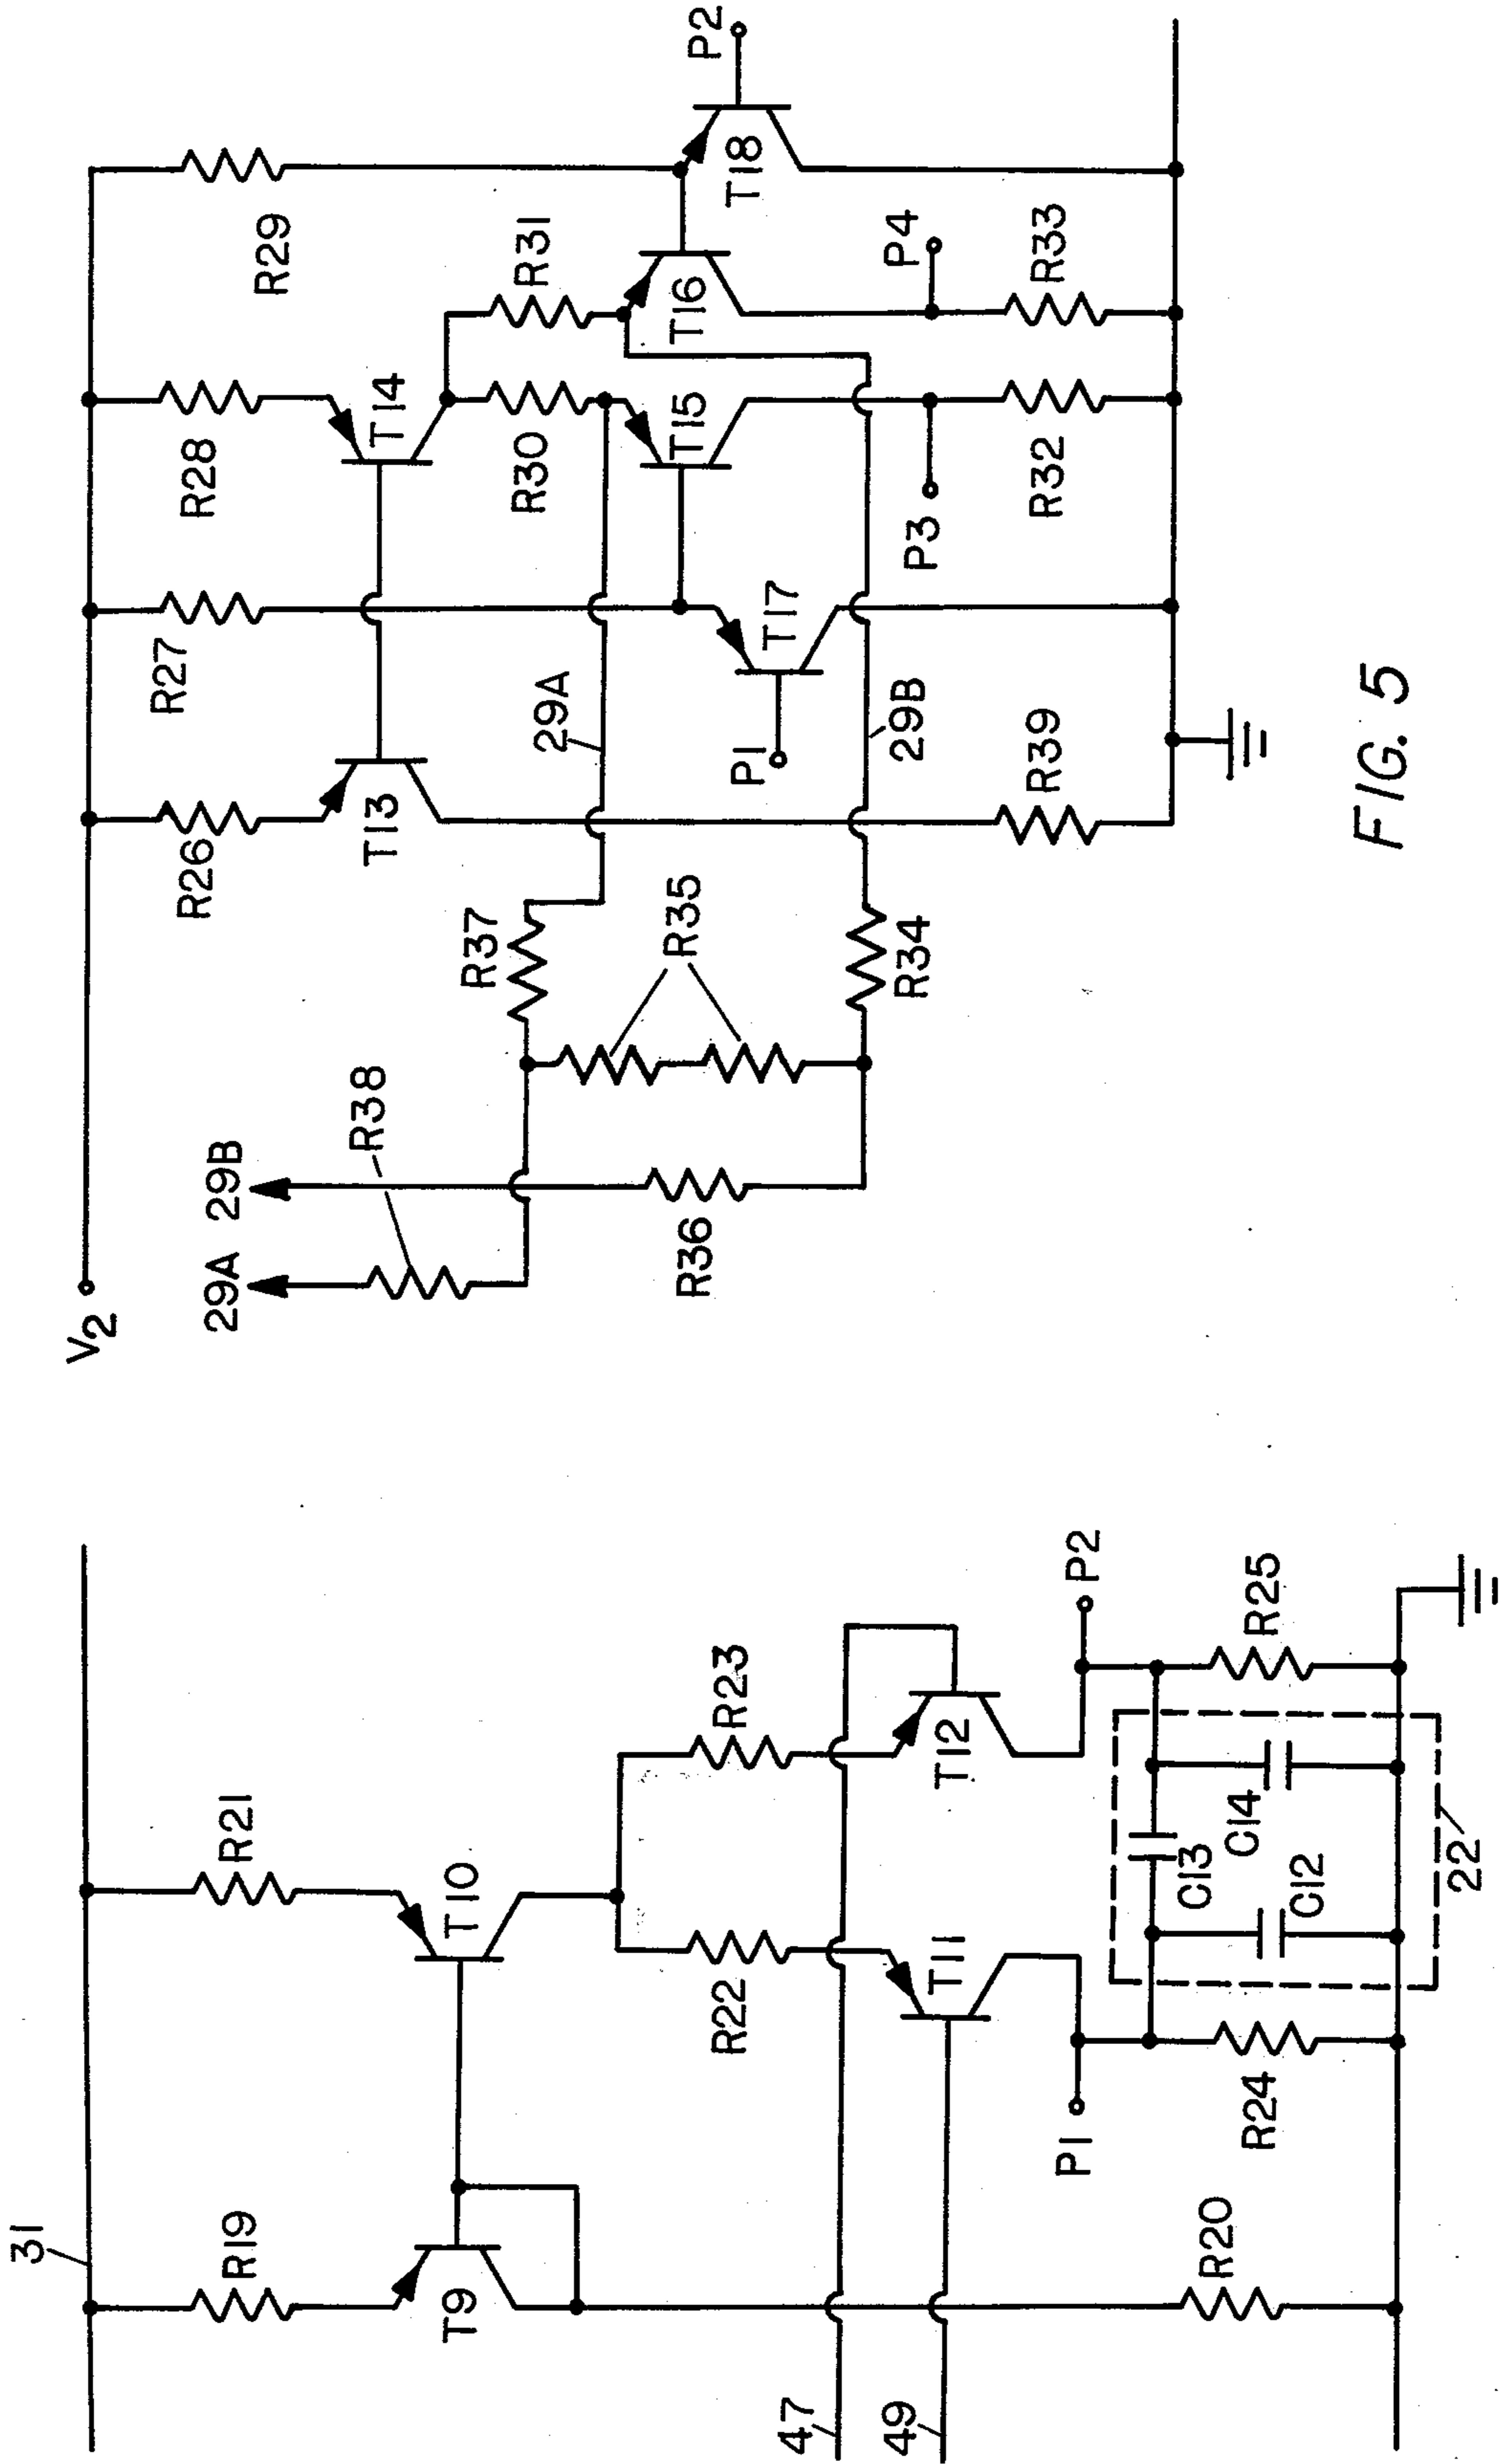 V2
R26
R27
R28
R29
29A
29B
R38
T13
T14
R37
29A
R30
R31
R35
R36
P1
T17
T15
T16
T18
P2
R34
29B
P3
P4
R39
R32
R33
31
R19
R21
T9
T10
R22
R23
47
49
T11
T12
P1
P2
C13
C14
C12
R20
R24
R25
22
FIG. 5